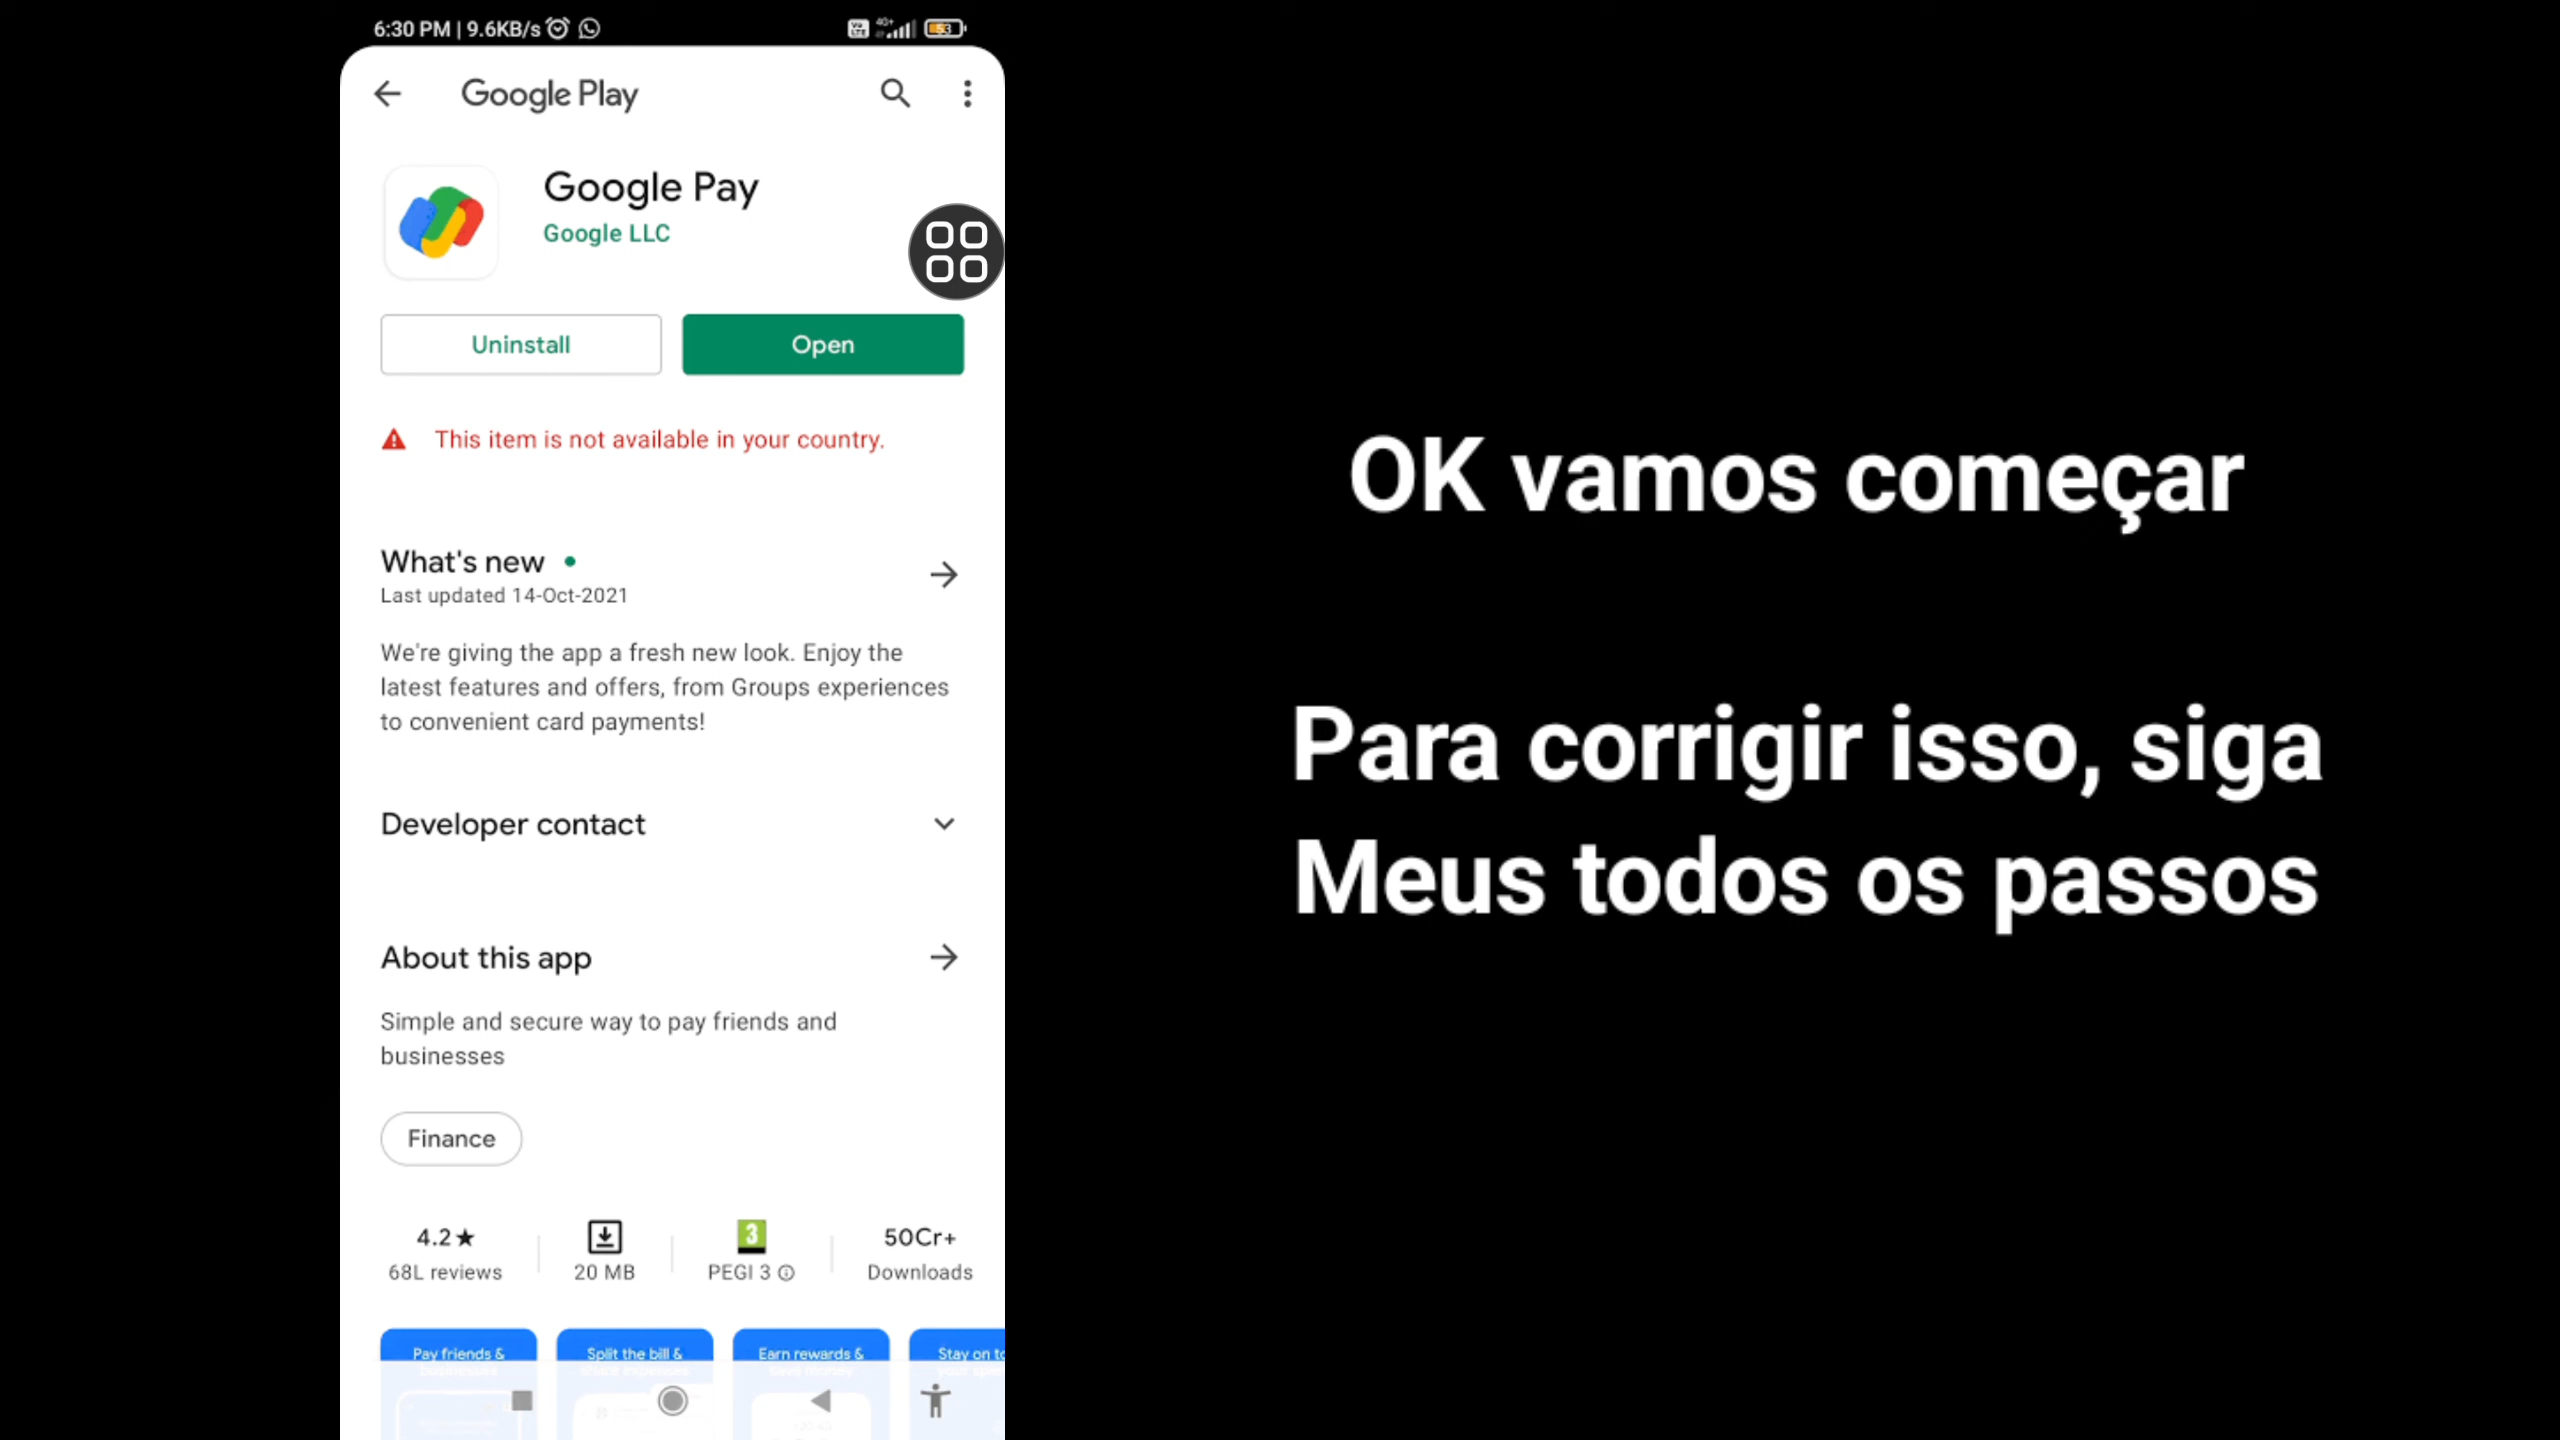 6:30 PM | 9.6KB/s
Vo
LTE
4G+
53
Google Play
Google Pay
Google LLC
Uninstall
Open
This item is not available in your country.
What's new
Last updated 14-Oct-2021
We're giving the app a fresh new look. Enjoy the
latest features and offers, from Groups experiences
to convenient card payments!
Developer contact
About this app
Simple and secure way to pay friends and
businesses
Finance
4.2★
68L reviews
20 MB
3
PEGI 3
50Cr+
Downloads
Pay friends &
Split the bill &
Earn rewards &
Stay on to
OK vamos começar
Para corrigir isso, siga
Meus todos os passos